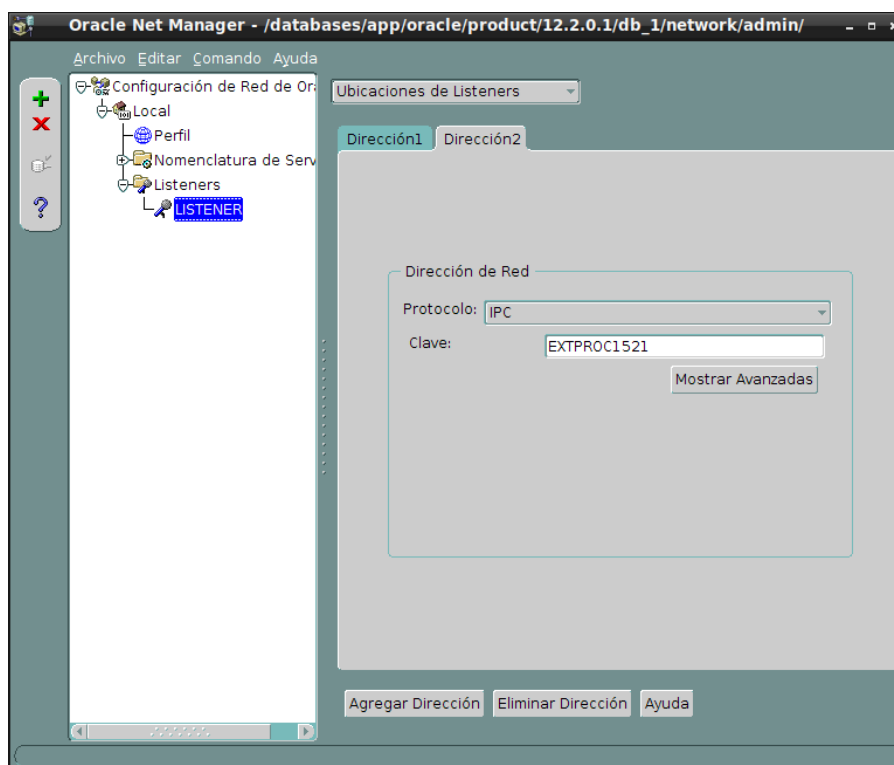 Oracle Net Manager - /databases/app/oracle/product/12.2.0.1/db_1/network/admin/
Archivo Editar Comando Ayuda
Configuración de Red de Or
Local
Perfil
Nomenclatura de Serv
Listeners
LISTENER
Ubicaciones de Listeners
Dirección1 Dirección2
Dirección de Red
Protocolo: IPC
Clave: EXTPROC1521
Mostrar Avanzadas
Agregar Dirección Eliminar Dirección Ayuda